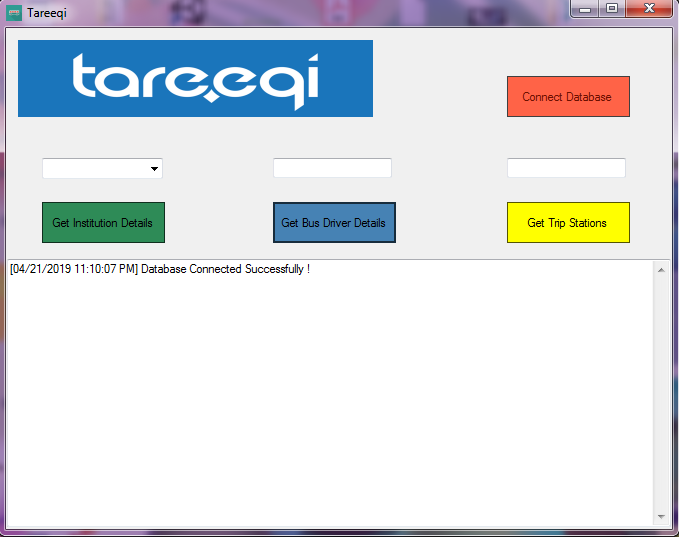 Tareeqi
tareeqi
Connect Database
Get Institution Details
Get Bus Driver Details
Get Trip Stations
[04/21/2019 11:10:07 PM] Database Connected Successfully !